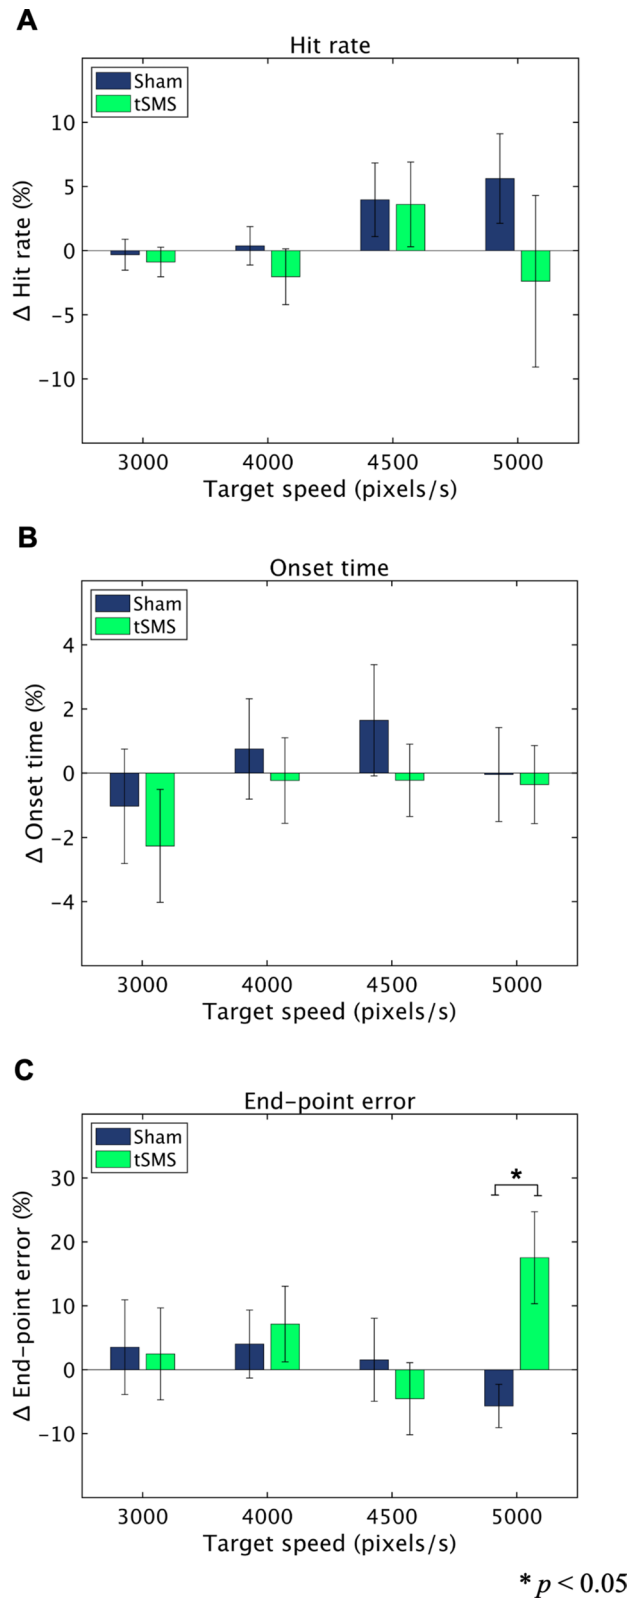 A
Hit rate
Sham
tSMS
10
5
0
−5
−10
Δ Hit rate (%)
3000 4000 4500 5000
Target speed (pixels/s)
B
Onset time
Sham
tSMS
4
2
0
−2
−4
Δ Onset time (%)
3000 4000 4500 5000
Target speed (pixels/s)
C
End−point error
Sham
tSMS
*
30
20
10
0
−10
Δ End−point error (%)
3000 4000 4500 5000
Target speed (pixels/s)
* p < 0.05